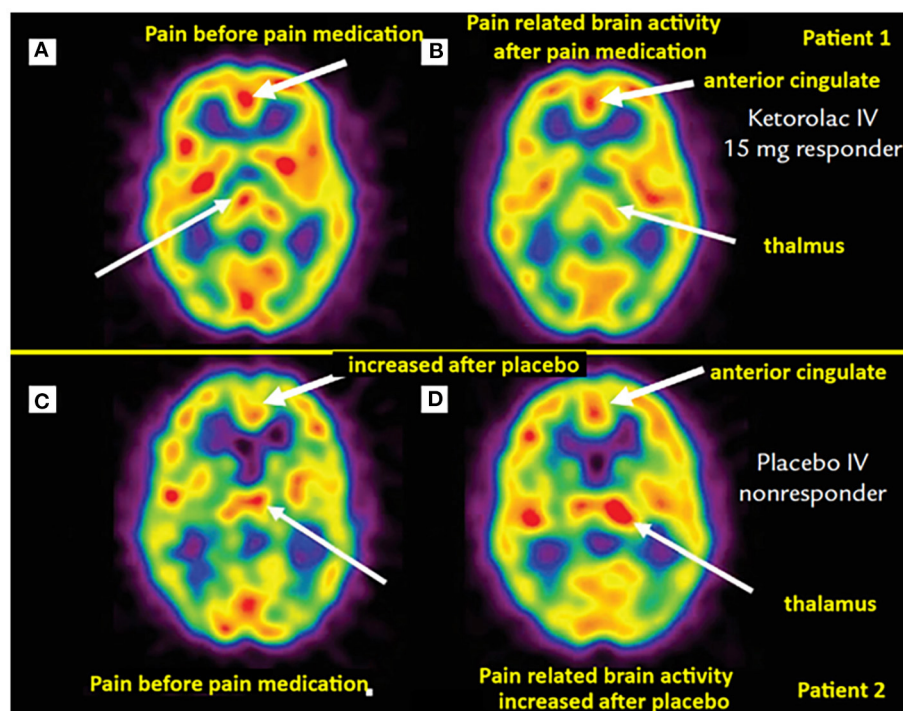 A
Pain before pain medication
B
Pain related brain activity
after pain medication
Patient 1
anterior cingulate
Ketorolac IV
15 mg responder
thalmus
increased after placebo
C
D
anterior cingulate
Placebo IV
nonresponder
thalamus
Pain before pain medication
Pain related brain activity
increased after placebo
Patient 2